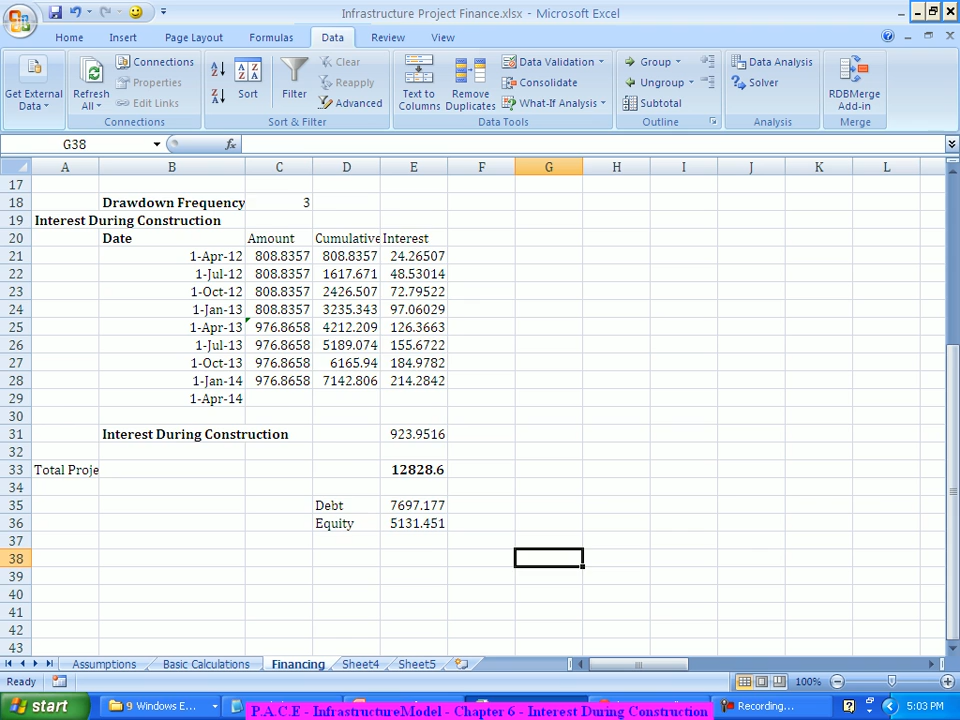 Infrastructure Project Finance.xlsx - Microsoft Excel
Home Insert Page Layout Formulas Data Review View
Get External Data
Refresh All
Connections
Properties
Edit Links
Connections
Sort
Filter
Clear
Reapply
Advanced
Sort & Filter
Text to Columns
Remove Duplicates
Data Validation
Consolidate
What-If Analysis
Data Tools
Group
Ungroup
Subtotal
Outline
Data Analysis
Solver
Analysis
RDBMerge Add-in
Merge
G38 fx
A B C D E F G H I J K L
17
18 Drawdown Frequency 3
19 Interest During Construction
20 Date Amount Cumulative Interest
21 1-Apr-12 808.8357 808.8357 24.26507
22 1-Jul-12 808.8357 1617.671 48.53014
23 1-Oct-12 808.8357 2426.507 72.79522
24 1-Jan-13 808.8357 3235.343 97.06029
25 1-Apr-13 976.8658 4212.209 126.3663
26 1-Jul-13 976.8658 5189.074 155.6722
27 1-Oct-13 976.8658 6165.94 184.9782
28 1-Jan-14 976.8658 7142.806 214.2842
29 1-Apr-14
30
31 Interest During Construction 923.9516
32
33 Total Proje 12828.6
34
35 Debt 7697.177
36 Equity 5131.451
37
38
39
40
41
42
43
Assumptions Basic Calculations Financing Sheet4 Sheet5
Ready 100%
start 9 Windows E... Recording... 5:03 PM
P.A.C.E - InfrastructureModel - Chapter 6 - Interest During Construction